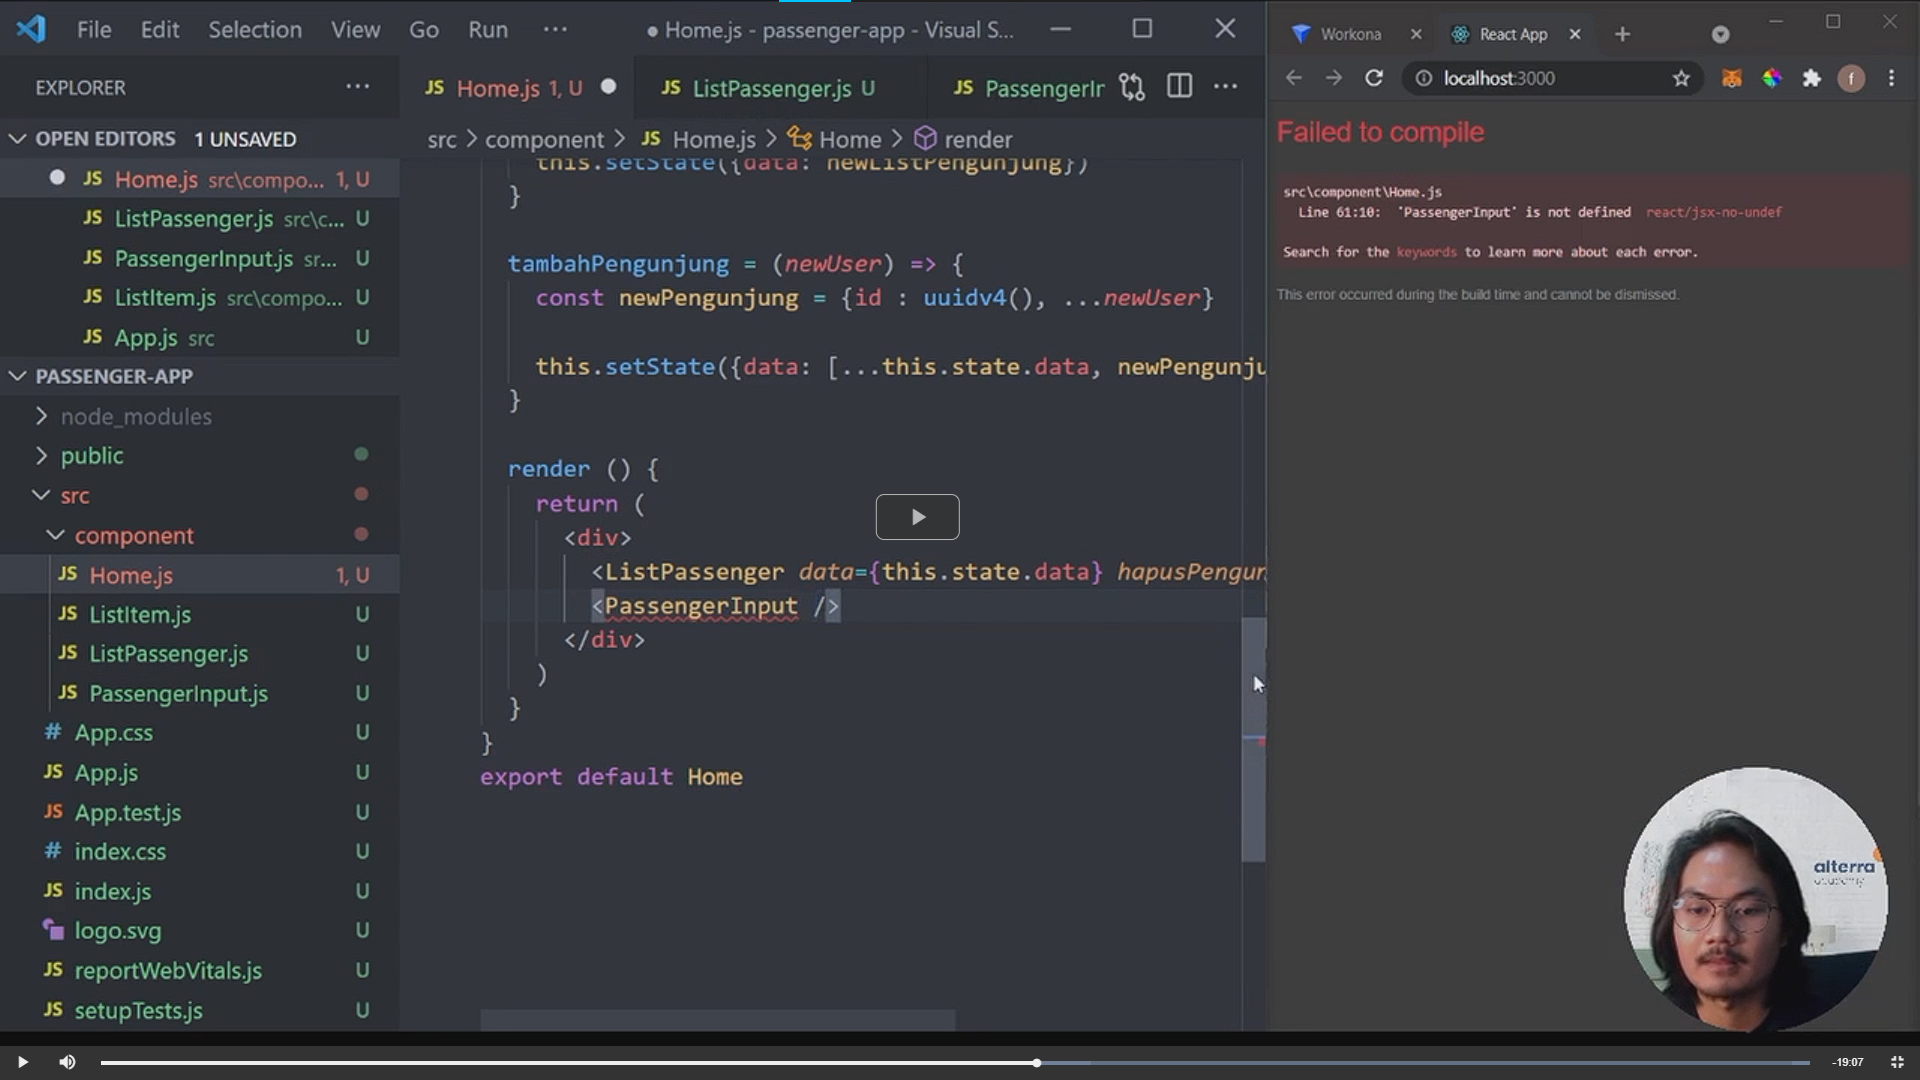 File Edit Selection View Go Run ··· ● Home.js - passenger-app - Visual S...
EXPLORER ···
OPEN EDITORS 1 UNSAVED
JS Home.js src\compo... 1, U
JS ListPassenger.js src\c... U
JS PassengerInput.js sr... U
JS ListItem.js src\compo... U
JS App.js src U
PASSENGER-APP
node_modules
public
src
component
JS Home.js 1, U
JS ListItem.js U
JS ListPassenger.js U
JS PassengerInput.js U
# App.css U
JS App.js U
JS App.test.js U
# index.css U
JS index.js U
logo.svg U
JS reportWebVitals.js U
JS setupTests.js U
JS Home.js 1, U ● JS ListPassenger.js U JS PassengerIr ···
src > component > JS Home.js > Home > render
this.setState({data: newListPengunjung})
}
tambahPengunjung = (newUser) => {
const newPengunjung = {id : uuidv4(), ...newUser}
this.setState({data: [...this.state.data, newPengunju
}
render () {
return (
<div>
<ListPassenger data={this.state.data} hapusPengun
<PassengerInput />
</div>
)
}
}
export default Home
Workona React App
localhost:3000 f
Failed to compile
src\component\Home.js
Line 61:10: 'PassengerInput' is not defined react/jsx-no-undef
Search for the keywords to learn more about each error.
This error occurred during the build time and cannot be dismissed.
alterra
academy
-19:07